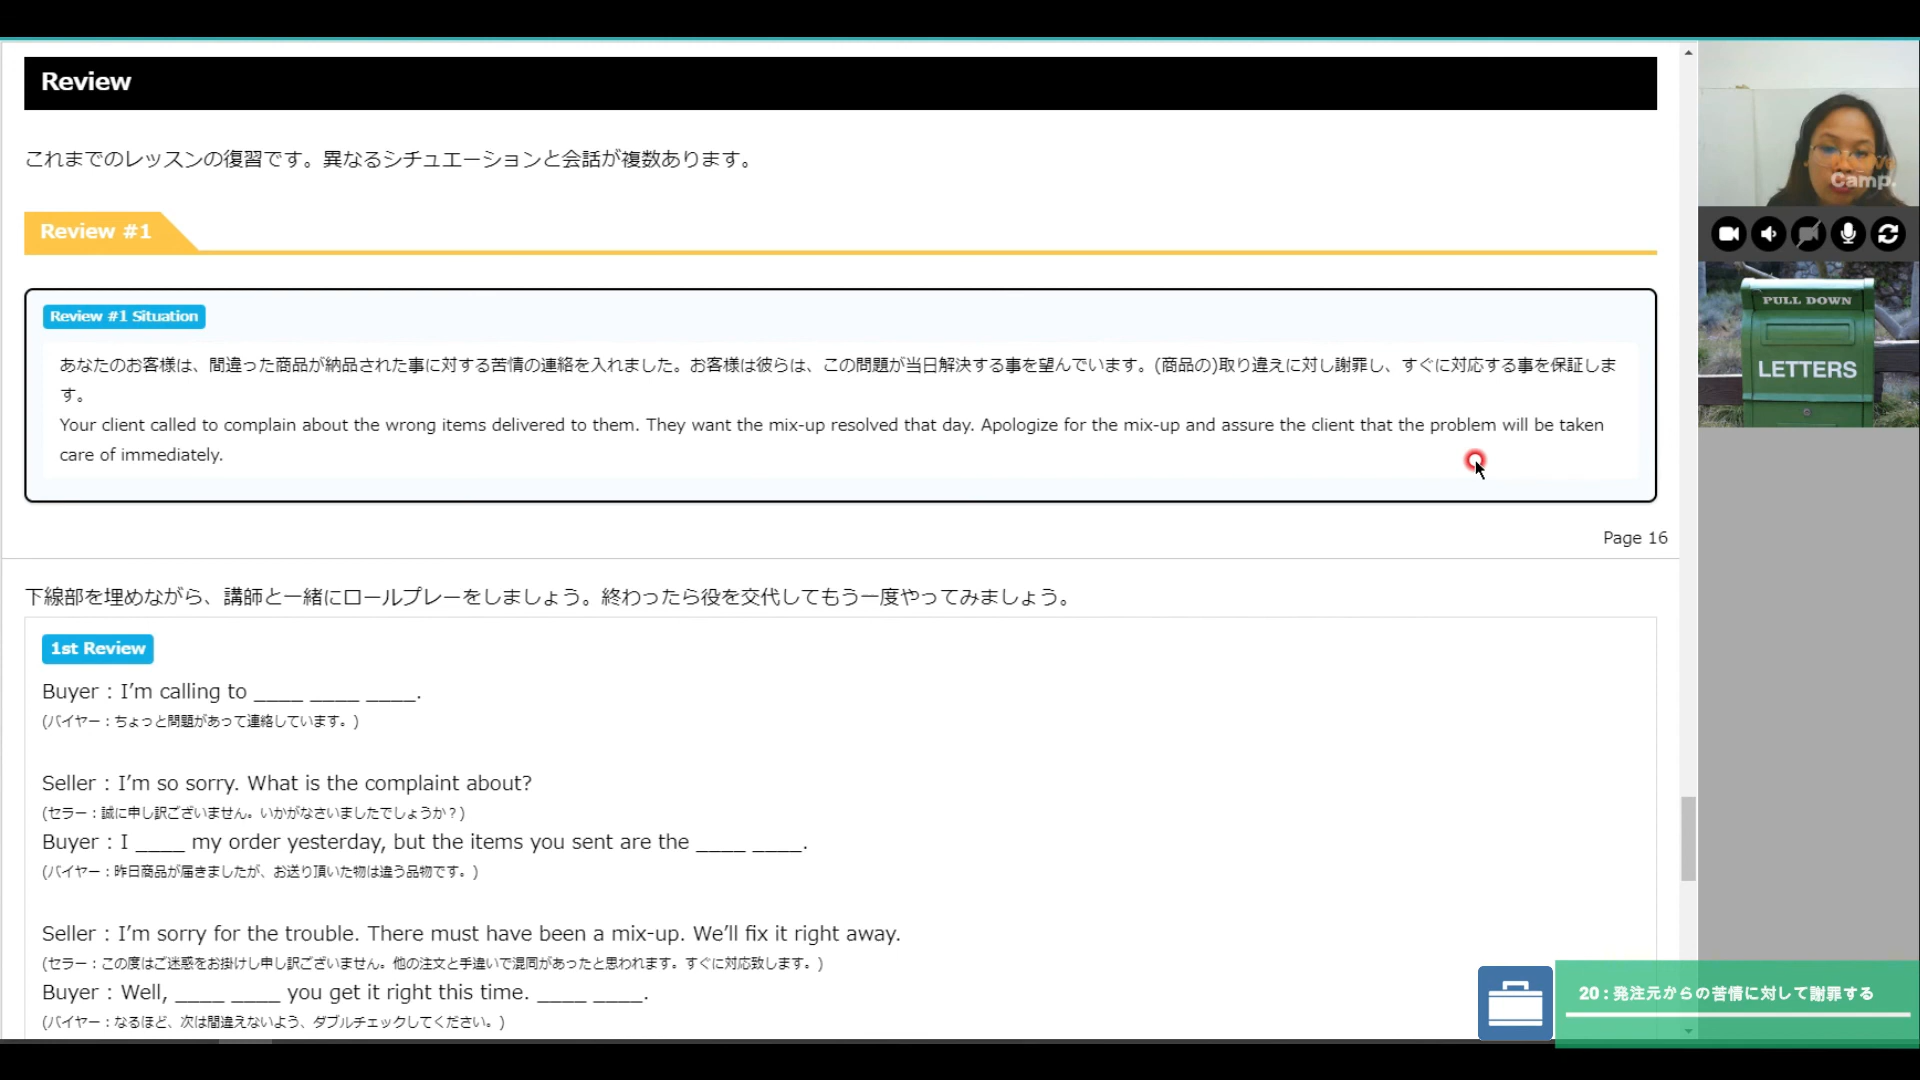 Review
これまでのレッスンの復習です。異なるシチュエーションと会話が複数あります。
Review #1
Review #1 Situation
あなたのお客様は、間違った商品が納品された事に対する苦情の連絡を入れました。お客様は彼らは、この問題が当日解決する事を望んでいます。(商品の)取り違えに対し謝罪し、すぐに対応する事を保証しま
す。
Your client called to complain about the wrong items delivered to them. They want the mix-up resolved that day. Apologize for the mix-up and assure the client that the problem will be taken
care of immediately.
Page 16
下線部を埋めながら、講師と一緒にロールプレーをしましょう。終わったら役を交代してもう一度やってみましょう。
1st Review
Buyer : I’m calling to ____ ____ ____.
(バイヤー : ちょっと問題があって連絡しています。)
Seller : I’m so sorry. What is the complaint about?
(セラー : 誠に申し訳ございません。いかがなさいましたでしょうか？)
Buyer : I ____ my order yesterday, but the items you sent are the ____ ____.
(バイヤー : 昨日商品が届きましたが、お送り頂いた物は違う品物です。)
Seller : I’m sorry for the trouble. There must have been a mix-up. We’ll fix it right away.
(セラー : この度はご迷惑をお掛けし申し訳ございません。他の注文と手違いで混同があったと思われます。すぐに対応致します。)
Buyer : Well, ____ ____ you get it right this time. ____ ____.
(バイヤー : なるほど、次は間違えないよう、ダブルチェックしてください。)
Camp.
PULL DOWN
LETTERS
20 : 発注元からの苦情に対して謝罪する